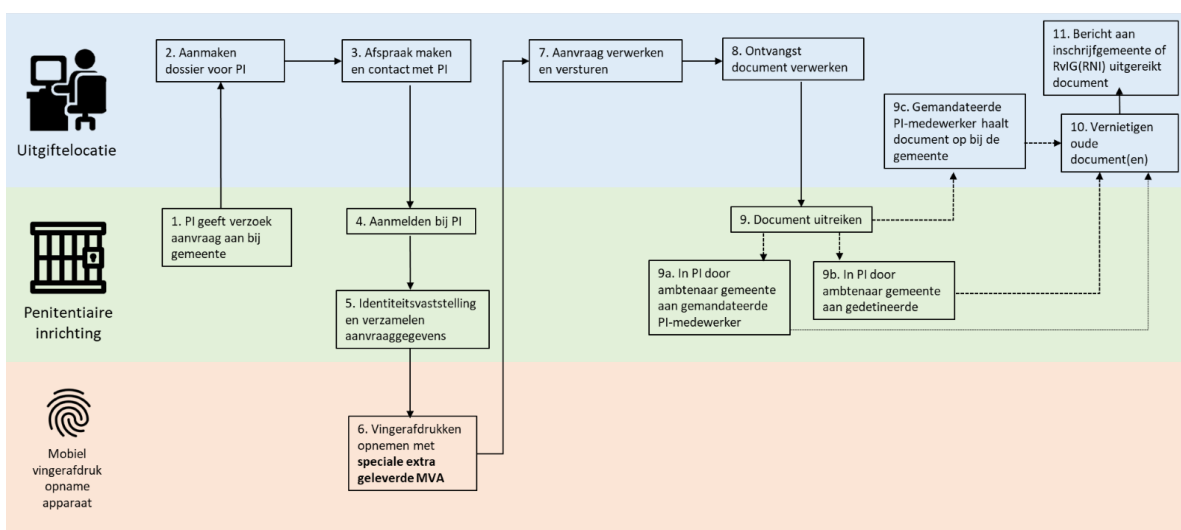 Uitgiftelocatie
2. Aanmaken
dossier voor PI
3. Afspraak maken
en contact met PI
7. Aanvraag verwerken
en versturen
8. Ontvangst
document verwerken
9c. Gemandateerde
PI-medewerker haalt
document op bij de
gemeente
11. Bericht aan
inschrijfgemeente of
RvIG(RNI) uitgereikt
document
10. Vernietigen
oude
document(en)
Penitentiaire
inrichting
1. PI geeft verzoek
aanvraag aan bij
gemeente
4. Aanmelden bij PI
5. Identiteitsvaststelling
en verzamelen
aanvraaggegevens
9. Document uitreiken
9a. In PI door
ambtenaar gemeente
aan gemandateerde
PI-medewerker
9b. In PI door
ambtenaar gemeente
aan gedetineerde
Mobiel
vingerafdruk
opname
apparaat
6. Vingerafdrukken
opnemen met
speciale extra
geleverde MVA